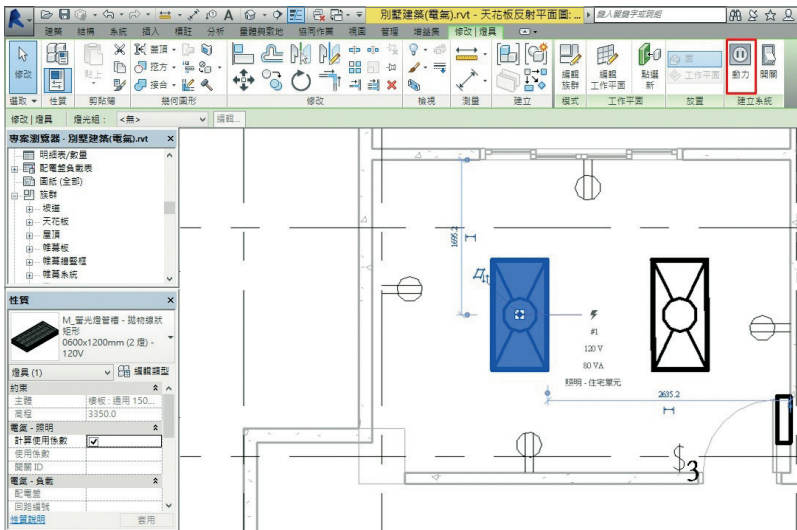 別墅建築(電氣).rvt - 天花板反射平面圖: ...
鍵入關鍵字或詞組
建築 結構 系統 插入 標註 分析 量體與敷地 協同作業 視圖 管理 增益集 修改 | 燈具
修改
貼上
蓋頂
挖方
接合
編輯族群
編輯工作平面
點選新
面
工作平面
動力
開關
選取 性質 剪貼簿 幾何圖形 修改 檢視 測量 建立 模式 工作平面 放置 建立系統
修改 | 燈具 燈光組: <無> 編輯...
專案瀏覽器 - 別墅建築(電氣).rvt
明細表/數量
配電盤負載表
圖紙 (全部)
族群
坡道
天花板
屋頂
帷幕板
帷幕牆豎框
帷幕系統
性質
M_螢光燈管槽 - 拋物線狀
矩形
0600x1200mm (2 燈) -
120V
燈具 (1) 編輯類型
約束
主體 樓板 : 通用 150...
高程 3350.0
電氣 - 照明
計算使用係數
使用係數
開關 ID
電氣 - 負載
配電盤
回路編號
性質說明 套用
1695.2
#1
120 V
80 VA
照明 - 住宅單元
2635.2
$3